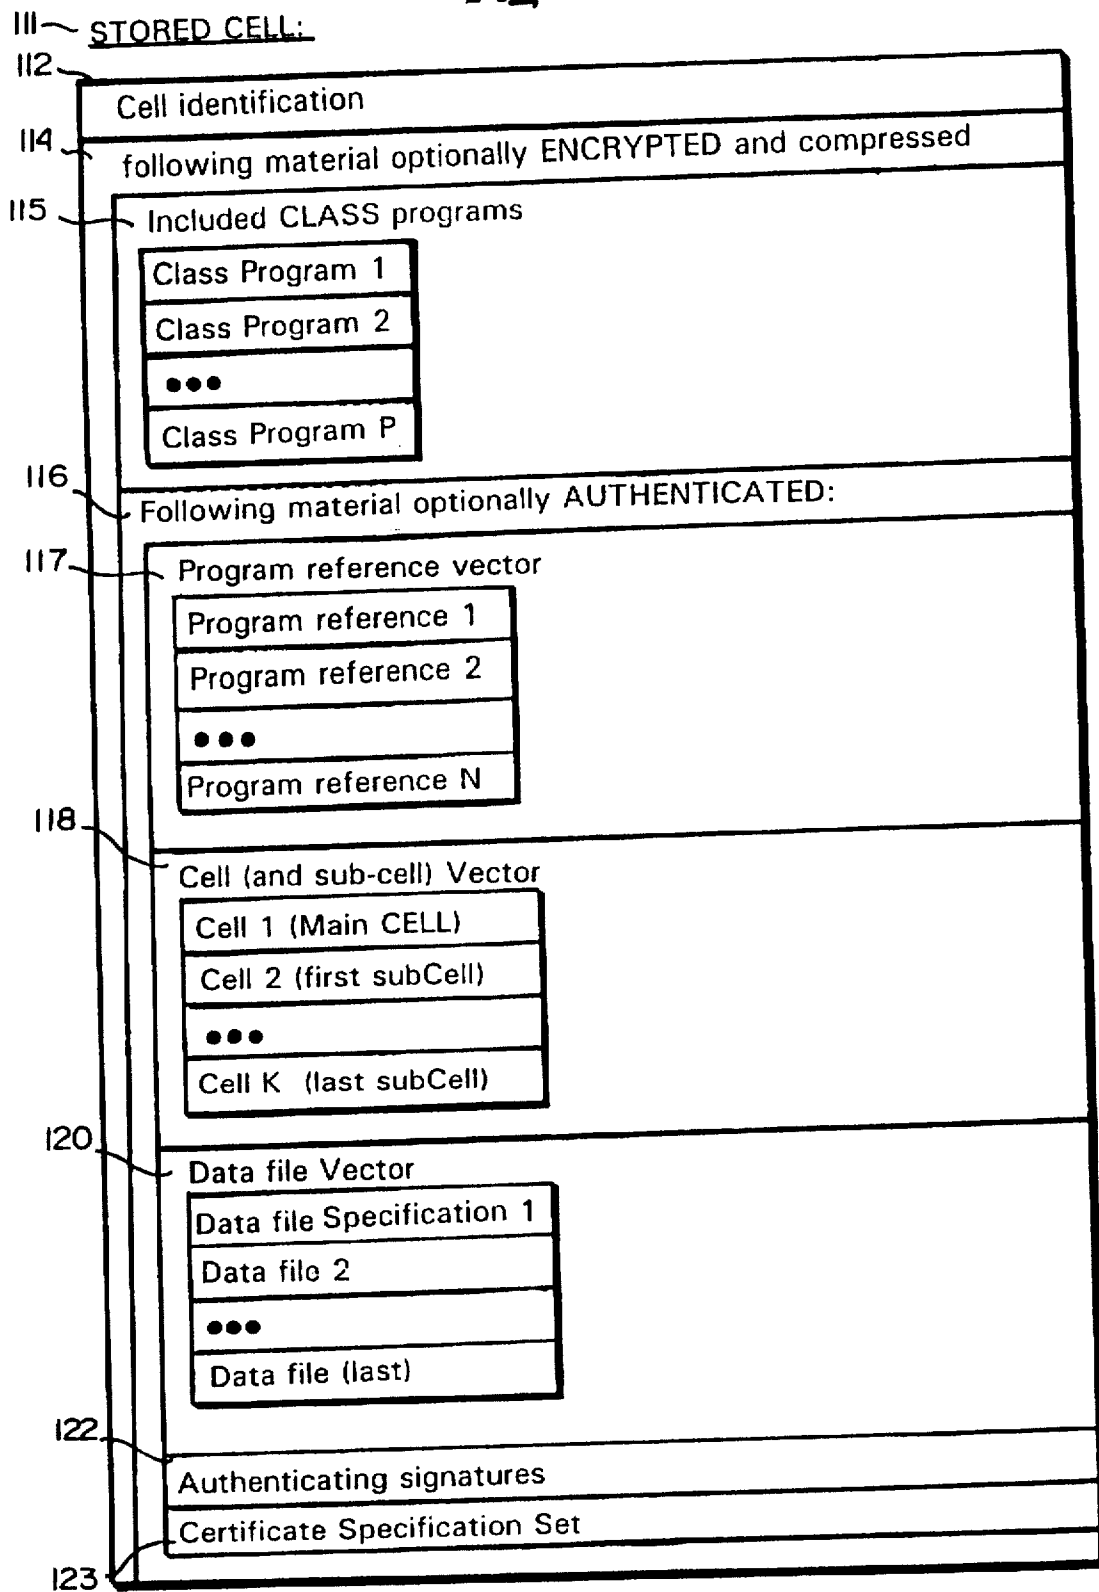 111 STORED CELL:
112
Cell identification
114 following material optionally ENCRYPTED and compressed
115 Included CLASS programs
Class Program 1
Class Program 2
•••
Class Program P
116
Following material optionally AUTHENTICATED:
117 Program reference vector
Program reference 1
Program reference 2
•••
Program reference N
118
Cell (and sub-cell) Vector
Cell 1 (Main CELL)
Cell 2 (first subCell)
•••
Cell K (last subCell)
120
Data file Vector
Data file Specification 1
Data file 2
•••
Data file (last)
122
Authenticating signatures
Certificate Specification Set
123